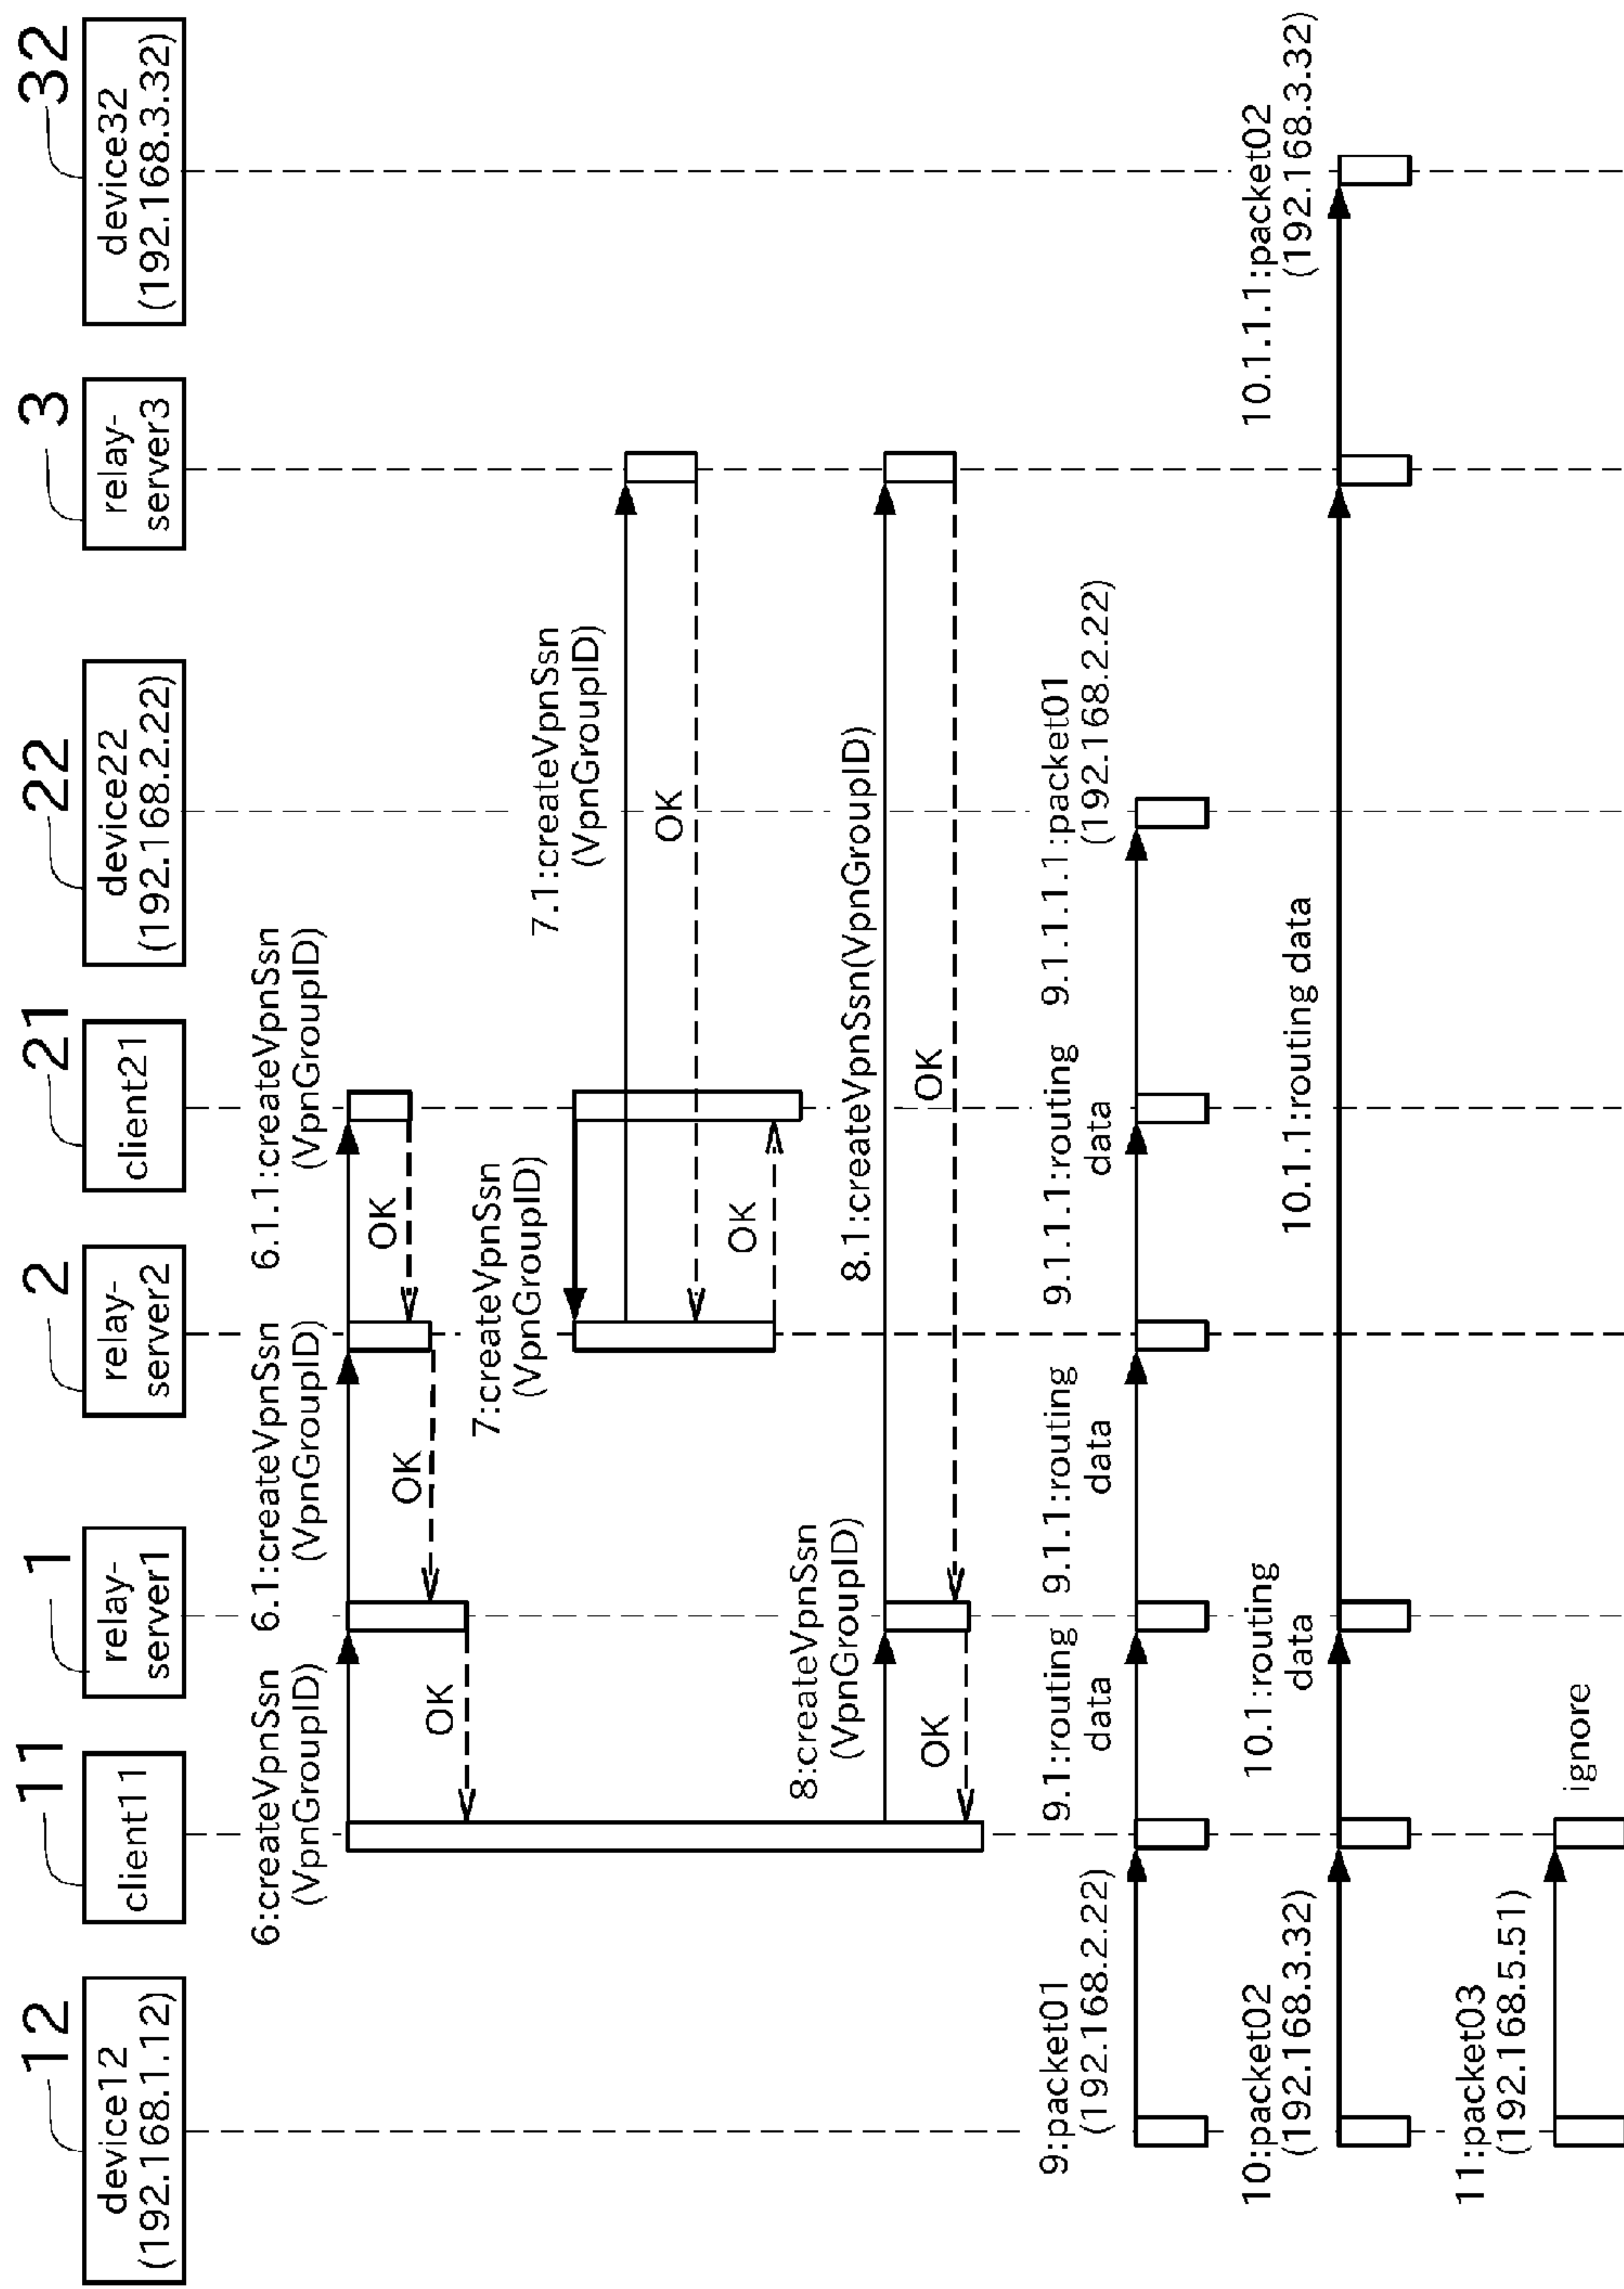 12
11
1
2
21
22
3
32
device12
(192.168.1.12)
client11
relay-
server1
relay-
server2
client21
device22
(192.168.2.22)
relay-
server3
device32
(192.168.3.32)
6:createVpnSsn
(VpnGroupID)
6.1:createVpnSsn
(VpnGroupID)
6.1.1:createVpnSsn
(VpnGroupID)
OK
OK
OK
7:createVpnSsn
(VpnGroupID)
7.1:createVpnSsn
(VpnGroupID)
OK
OK
8:createVpnSsn
(VpnGroupID)
8.1:createVpnSsn(VpnGroupID)
OK
OK
9:packet01
(192.168.2.22)
9.1:routing
data
9.1.1:routing
data
9.1.1.1:routing
data
9.1.1.1.1:packet01
(192.168.2.22)
10:packet02
(192.168.3.32)
10.1:routing
data
10.1.1:routing data
10.1.1.1:packet02
(192.168.3.32)
11:packet03
(192.168.5.51)
ignore